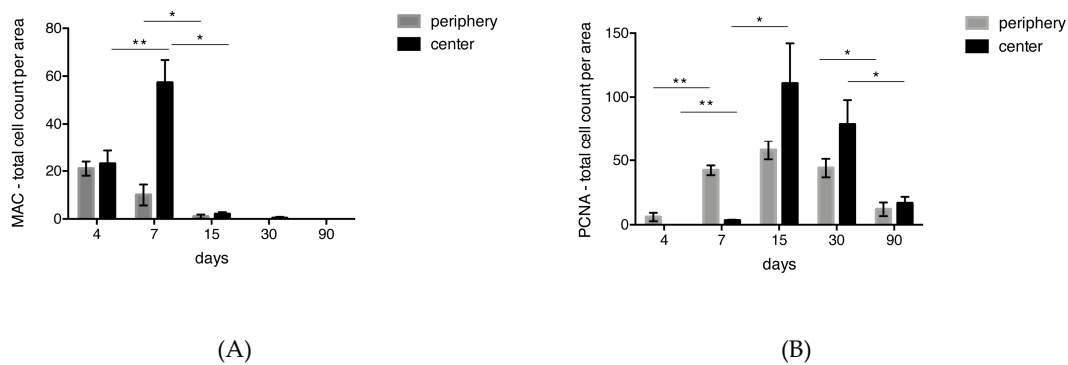 MAC - total cell count per area
80
60
40
20
0
* 
** *
4 7 15 30 90
days
periphery
center
(A)
PCNA - total cell count per area
150
100
50
0
*
** * *
**
4 7 15 30 90
days
periphery
center
(B)